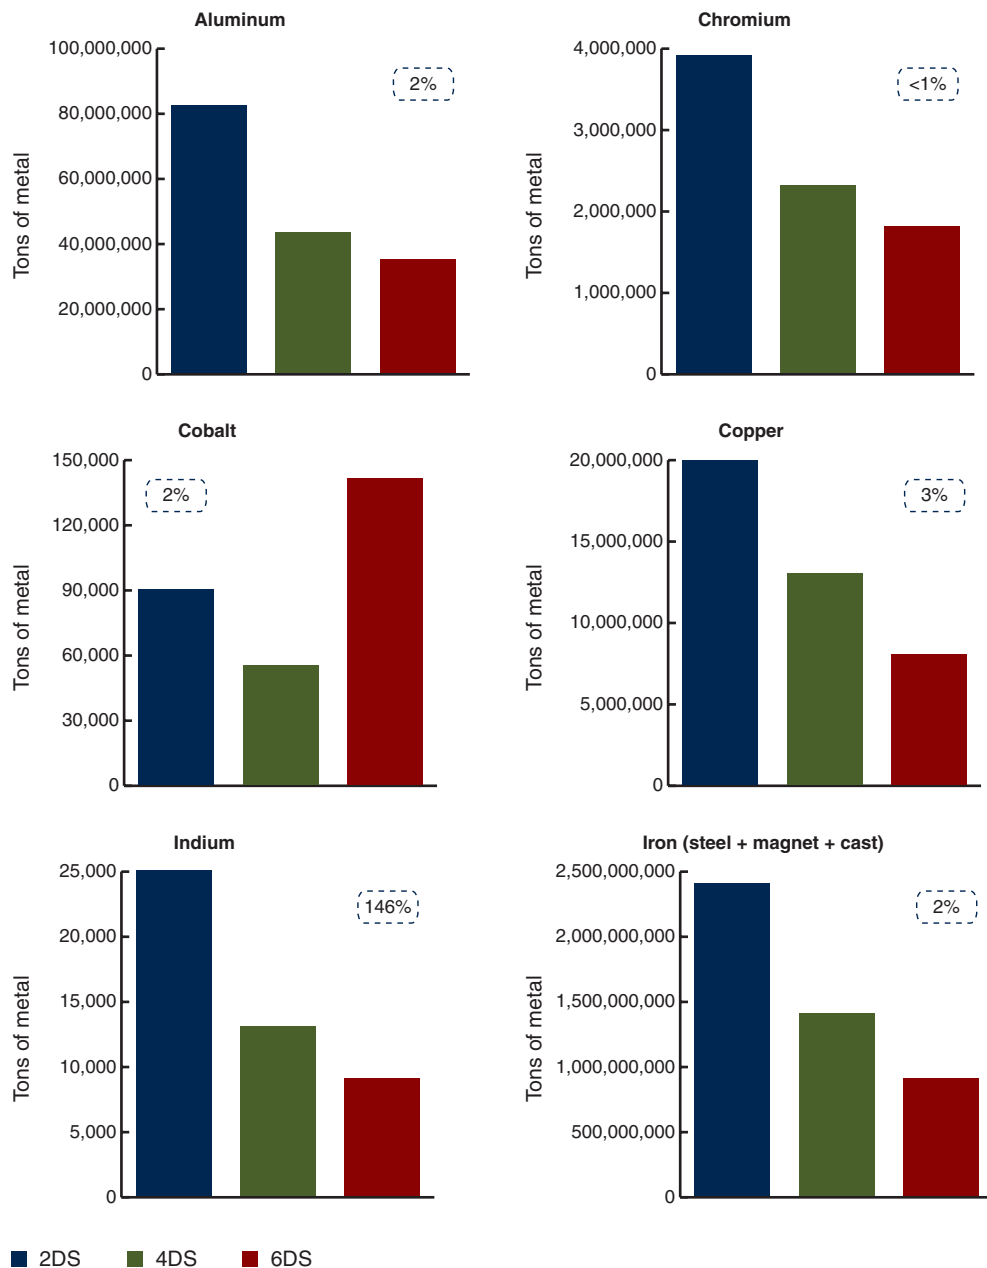 Aluminum
Tons of metal
100,000,000
80,000,000
60,000,000
40,000,000
20,000,000
0
2%
Chromium
Tons of metal
4,000,000
3,000,000
2,000,000
1,000,000
0
<1%
Cobalt
Tons of metal
150,000
120,000
90,000
60,000
30,000
0
2%
Copper
Tons of metal
20,000,000
15,000,000
10,000,000
5,000,000
0
3%
Indium
Tons of metal
25,000
20,000
15,000
10,000
5,000
0
146%
Iron (steel + magnet + cast)
Tons of metal
2,500,000,000
2,000,000,000
1,500,000,000
1,000,000,000
500,000,000
0
2%
2DS
4DS
6DS